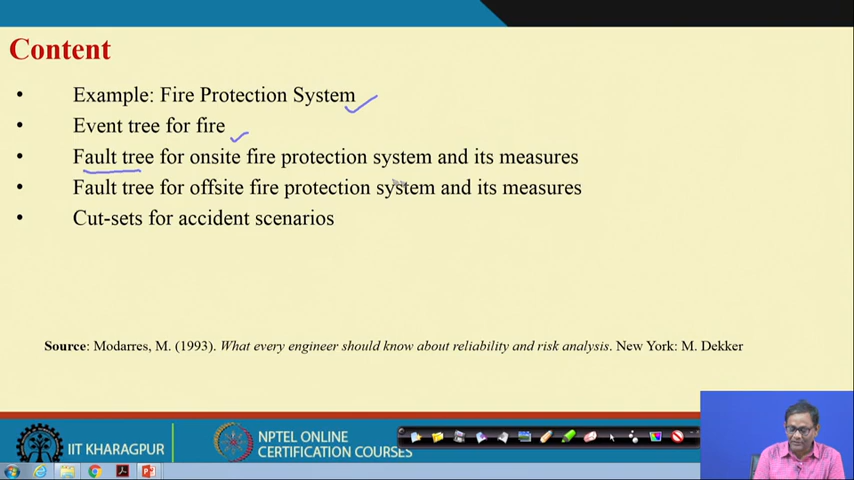 Content
• Example: Fire Protection System
• Event tree for fire
• Fault tree for onsite fire protection system and its measures
• Fault tree for offsite fire protection system and its measures
• Cut-sets for accident scenarios
Source: Modarres, M. (1993). What every engineer should know about reliability and risk analysis. New York: M. Dekker
IIT KHARAGPUR
NPTEL ONLINE
CERTIFICATION COURSES